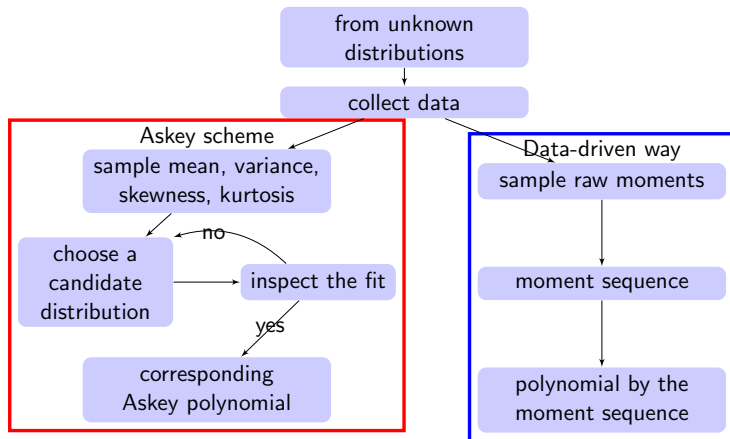 from unknown
distributions
collect data
Askey scheme
sample mean, variance,
skewness, kurtosis
no
choose a
candidate
distribution
inspect the fit
yes
corresponding
Askey polynomial
Data-driven way
sample raw moments
moment sequence
polynomial by the
moment sequence